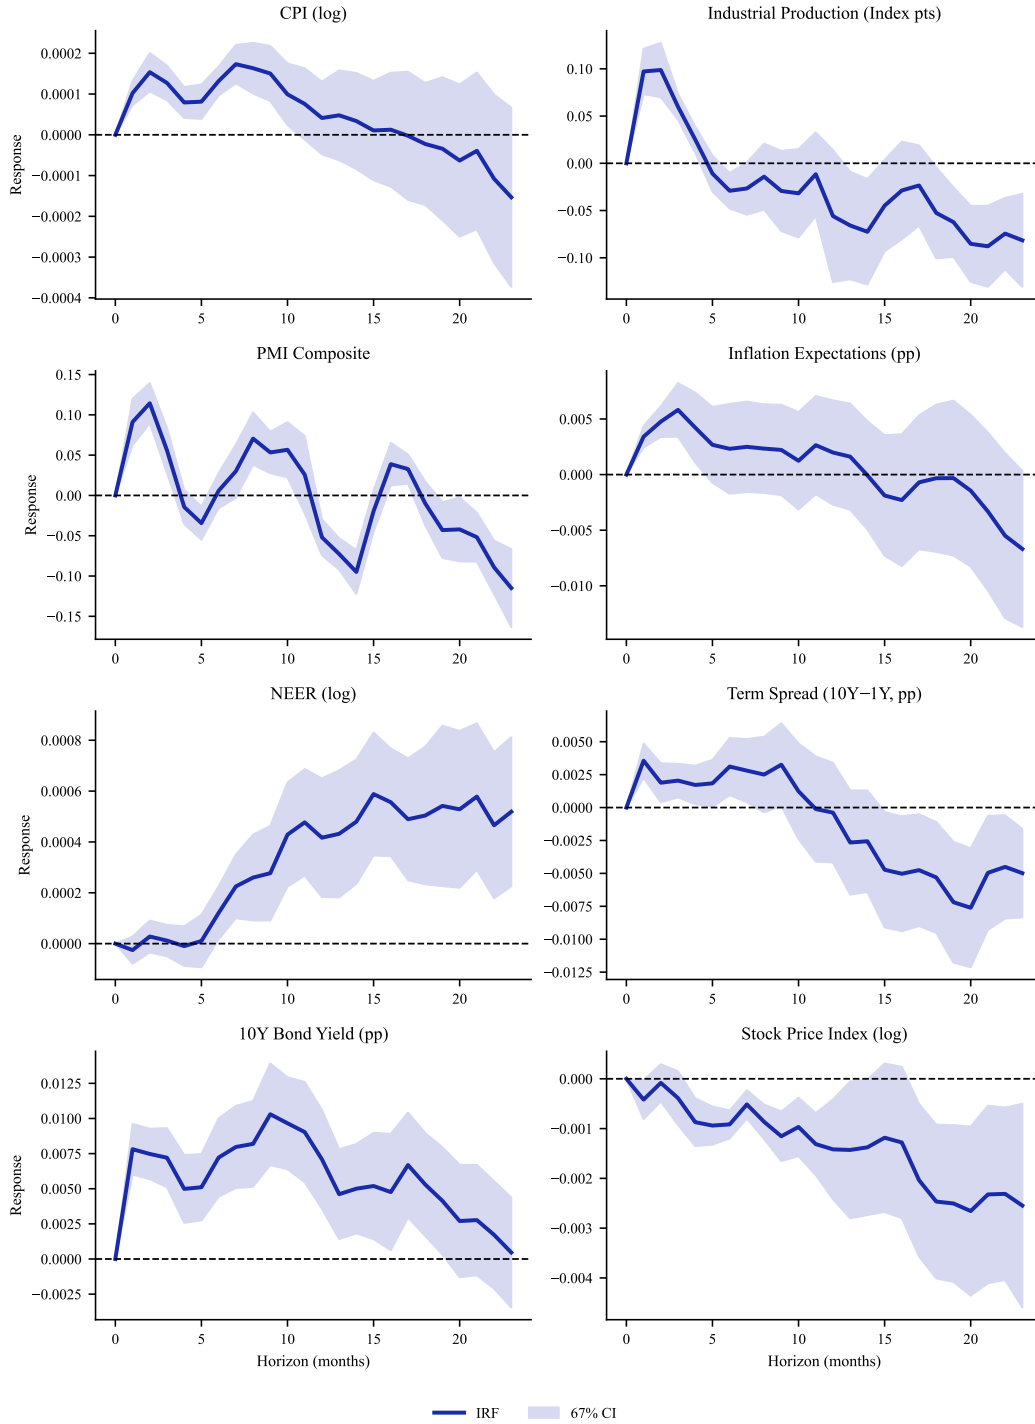 CPI (log)
0.0002
0.0001
0.0000
−0.0001
−0.0002
−0.0003
−0.0004
Response
0 5 10 15 20
Industrial Production (Index pts)
0.10
0.05
0.00
−0.05
−0.10
0 5 10 15 20
PMI Composite
0.15
0.10
0.05
0.00
−0.05
−0.10
−0.15
Response
0 5 10 15 20
Inflation Expectations (pp)
0.005
0.000
−0.005
−0.010
0 5 10 15 20
NEER (log)
0.0008
0.0006
0.0004
0.0002
0.0000
Response
0 5 10 15 20
Term Spread (10Y−1Y, pp)
0.0050
0.0025
0.0000
−0.0025
−0.0050
−0.0075
−0.0100
−0.0125
0 5 10 15 20
10Y Bond Yield (pp)
0.0125
0.0100
0.0075
0.0050
0.0025
0.0000
−0.0025
Response
0 5 10 15 20
Horizon (months)
Stock Price Index (log)
0.000
−0.001
−0.002
−0.003
−0.004
0 5 10 15 20
Horizon (months)
IRF 67% CI